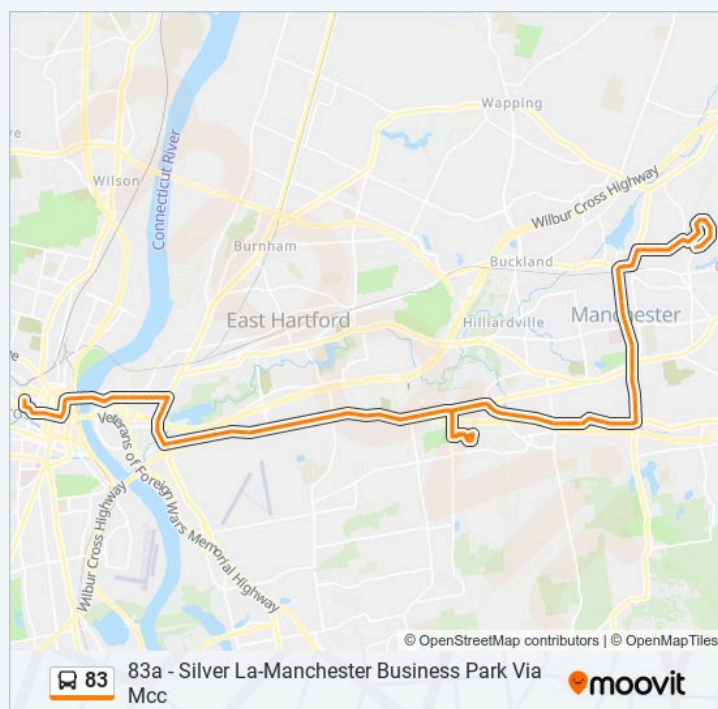 Wapping
Wilson
Connecticut River
Wilbur Cross Highway
Burnham
Buckland
East Hartford
Hilliardville
Manchester
Veterans of Foreign Wars Memorial Highway
Wilbur Cross Highway
© OpenStreetMap contributors | © OpenMapTiles
83
83a - Silver La-Manchester Business Park Via
Mcc
moovit